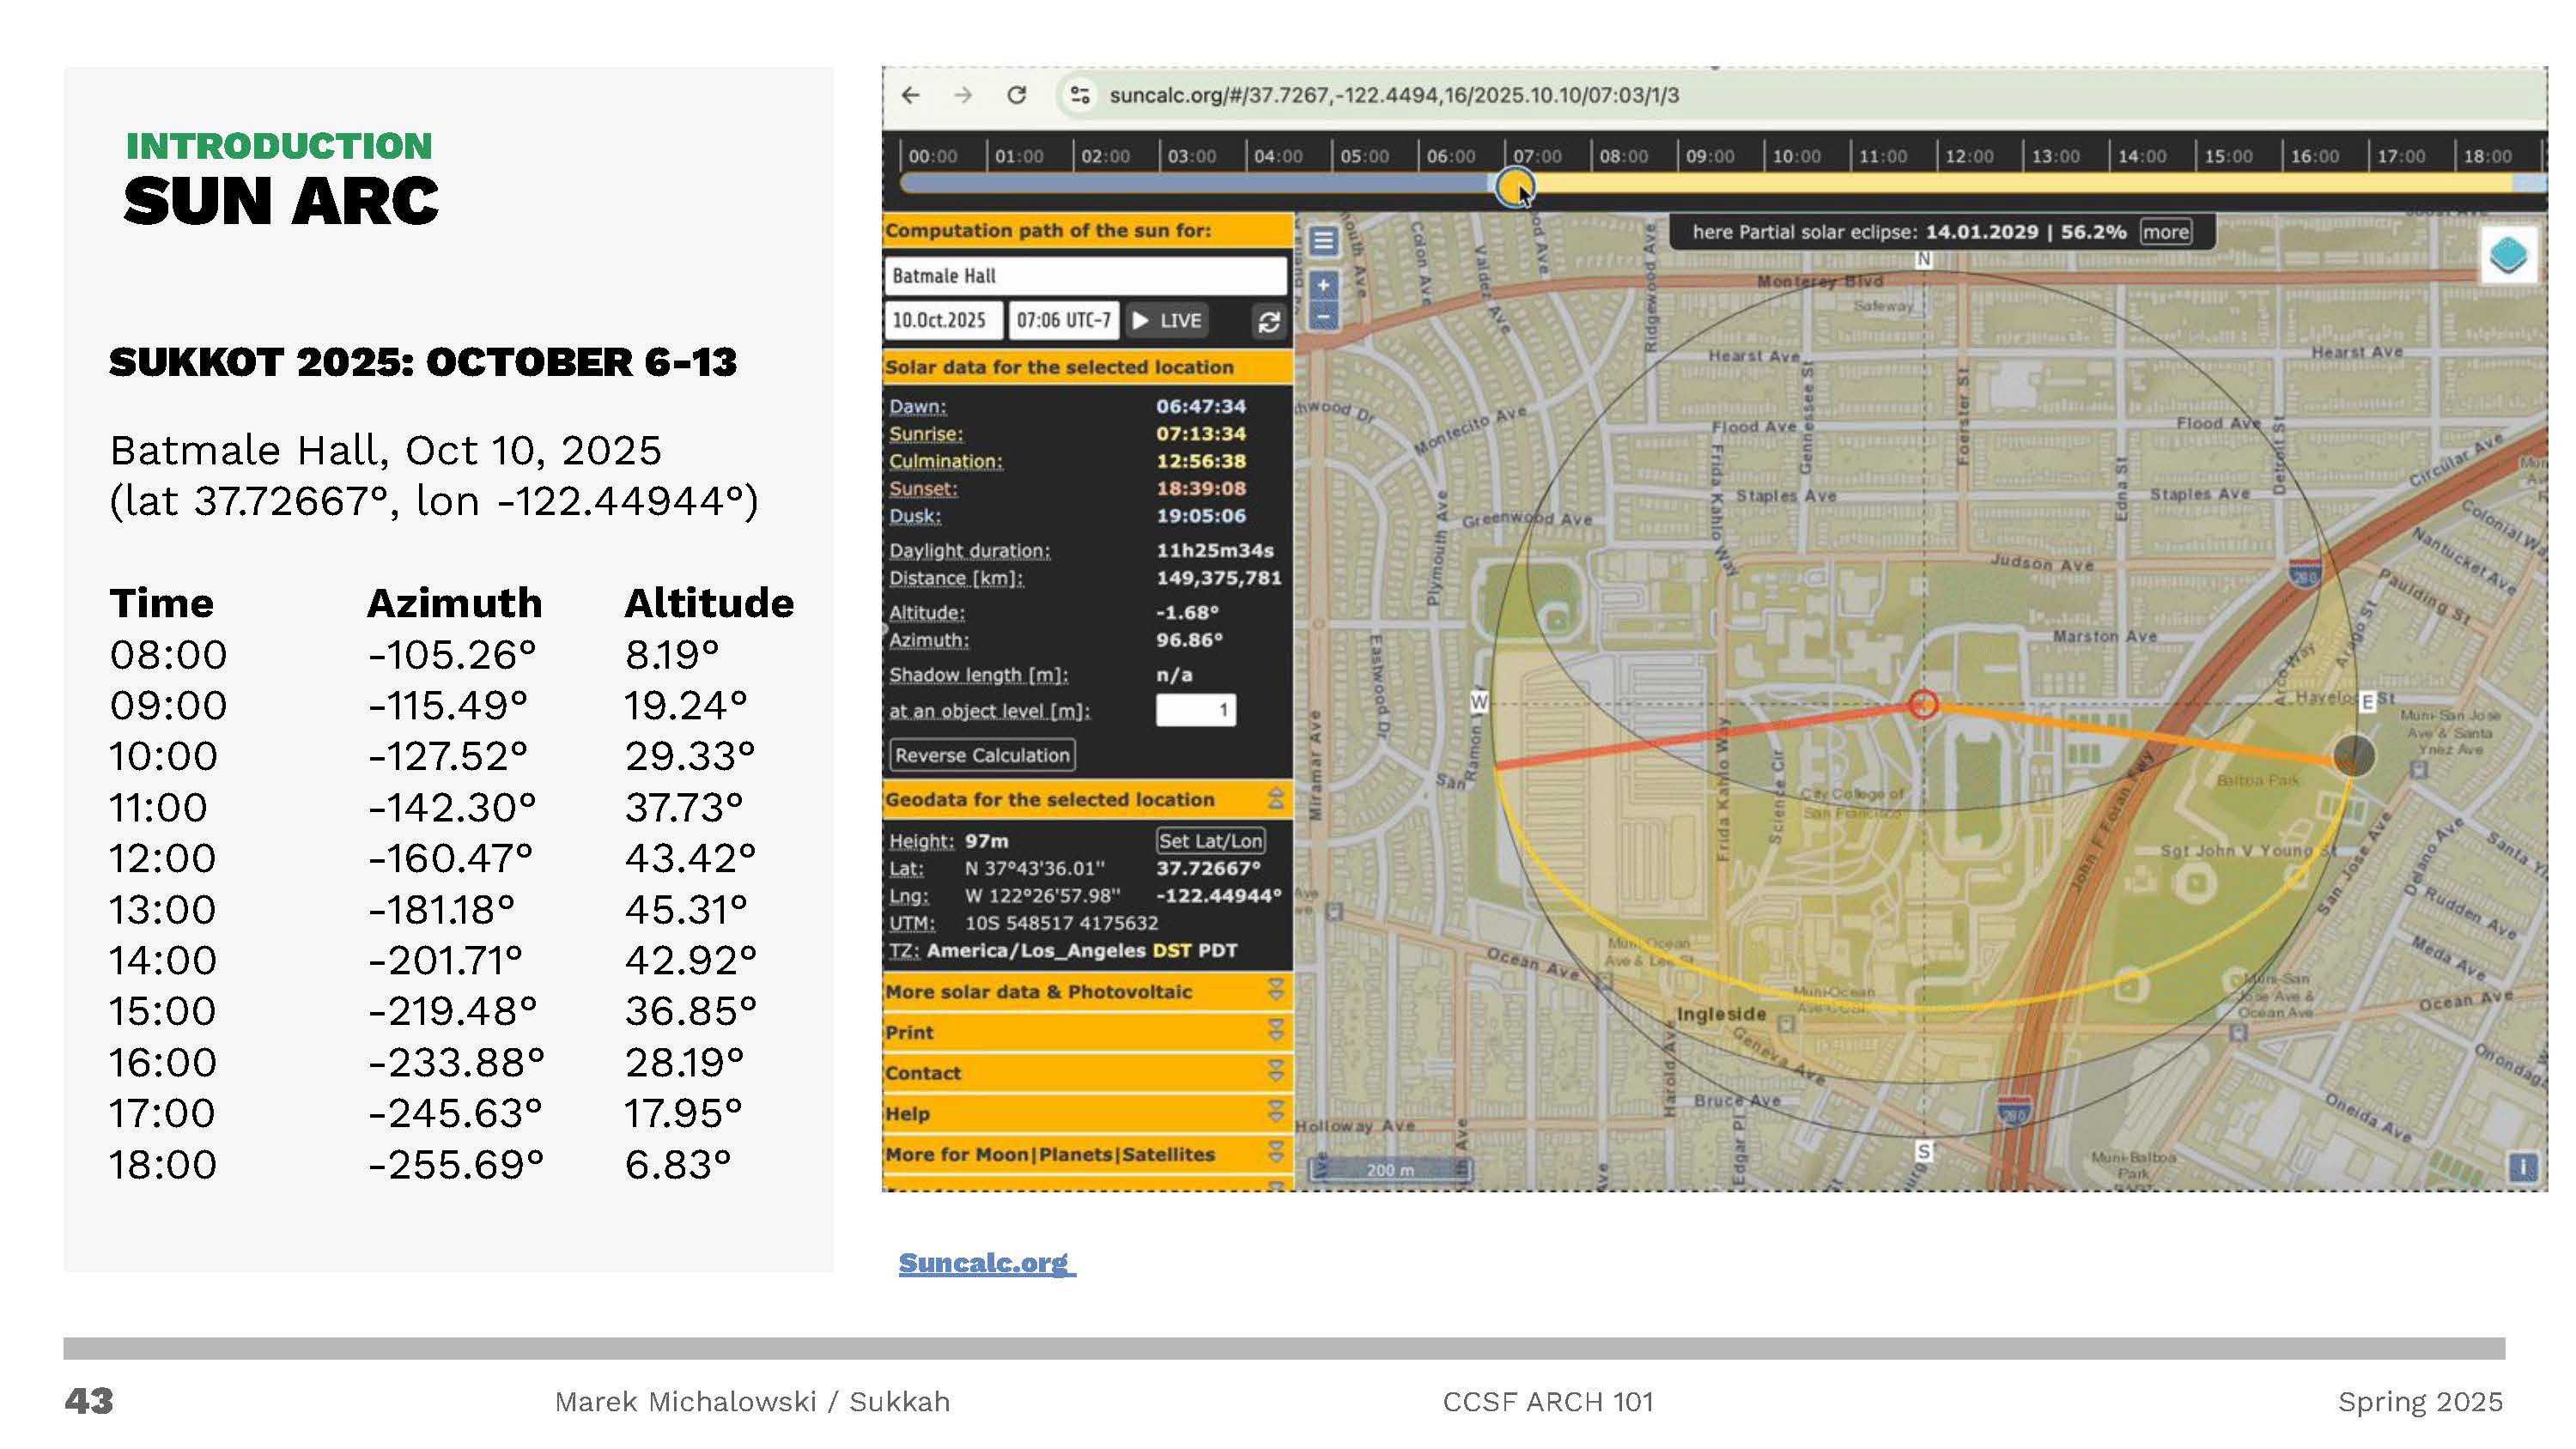 INTRODUCTION
SUN ARC
SUKKOT 2025: OCTOBER 6-13
Batmale Hall, Oct 10, 2025
(lat 37.72667°, lon -122.44944°)
Time Azimuth Altitude
08:00 -105.26° 8.19°
09:00 -115.49° 19.24°
10:00 -127.52° 29.33°
11:00 -142.30° 37.73°
12:00 -160.47° 43.42°
13:00 -181.18° 45.31°
14:00 -201.71° 42.92°
15:00 -219.48° 36.85°
16:00 -233.88° 28.19°
17:00 -245.63° 17.95°
18:00 -255.69° 6.83°
suncalc.org/#/37.7267,-122.4494,16/2025.10.10/07:03/1/3
00:00 01:00 02:00 03:00 04:00 05:00 06:00 07:00 08:00 09:00 10:00 11:00 12:00 13:00 14:00 15:00 16:00 17:00 18:00
Computation path of the sun for:
Batmale Hall
10.Oct.2025 07:06 UTC-7 LIVE
Solar data for the selected location
Dawn: 06:47:34
Sunrise: 07:13:34
Culmination: 12:56:38
Sunset: 18:39:08
Dusk: 19:05:06
Daylight duration: 11h25m34s
Distance [km]: 149,375,781
Altitude: -1.68°
Azimuth: 96.86°
Shadow length [m]: n/a
at an object level [m]: 1
Reverse Calculation
Geodata for the selected location
Height: 97m Set Lat/Lon
Lat: N 37°43'36.01" 37.72667°
Lng: W 122°26'57.98" -122.44944°
UTM: 10S 548517 4175632
TZ: America/Los_Angeles DST PDT
More solar data & Photovoltaic
Print
Contact
Help
More for Moon|Planets|Satellites
+
−
here Partial solar eclipse: 14.01.2029 | 56.2% more
N
Colon Ave
Valdez Ave
Ridgewood Ave
Monterey Blvd
Safeway
Hearst Ave
Hearst Ave
Genessee St
Foerster St
Montecito Ave
Flood Ave
Flood Ave
Detroit St
Circular Ave
Frida Kahlo Way
Staples Ave
Edna St
Staples Ave
Plymouth Ave
Greenwood Ave
Colonial Way
Judson Ave
280
Nantucket Ave
Paulding St
Eastwood Dr
Marston Ave
W
E
Havelock St
Muni-San Jose
Ave & Santa
Ynez Ave
San Ramon
Miramar Ave
Frida Kahlo Way
Science Cir
City College of
San Francisco
Balboa Park
John F Foran Fwy
Sgt John V Young St
San Jose Ave
Delano Ave
Rudden Ave
Meda Ave
Ocean Ave
Muni-Ocean
Ave & Lee St
Muni-Ocean
Muni-San
Jose Ave &
Ocean Ave
Ocean Ave
Ingleside
Geneva Ave
Harold Ave
Bruce Ave
280
Holloway Ave
Edgar Pl
S
Muni-Balboa
Park
Oneida Ave
200 m
i
Suncalc.org
43 Marek Michalowski / Sukkah CCSF ARCH 101 Spring 2025